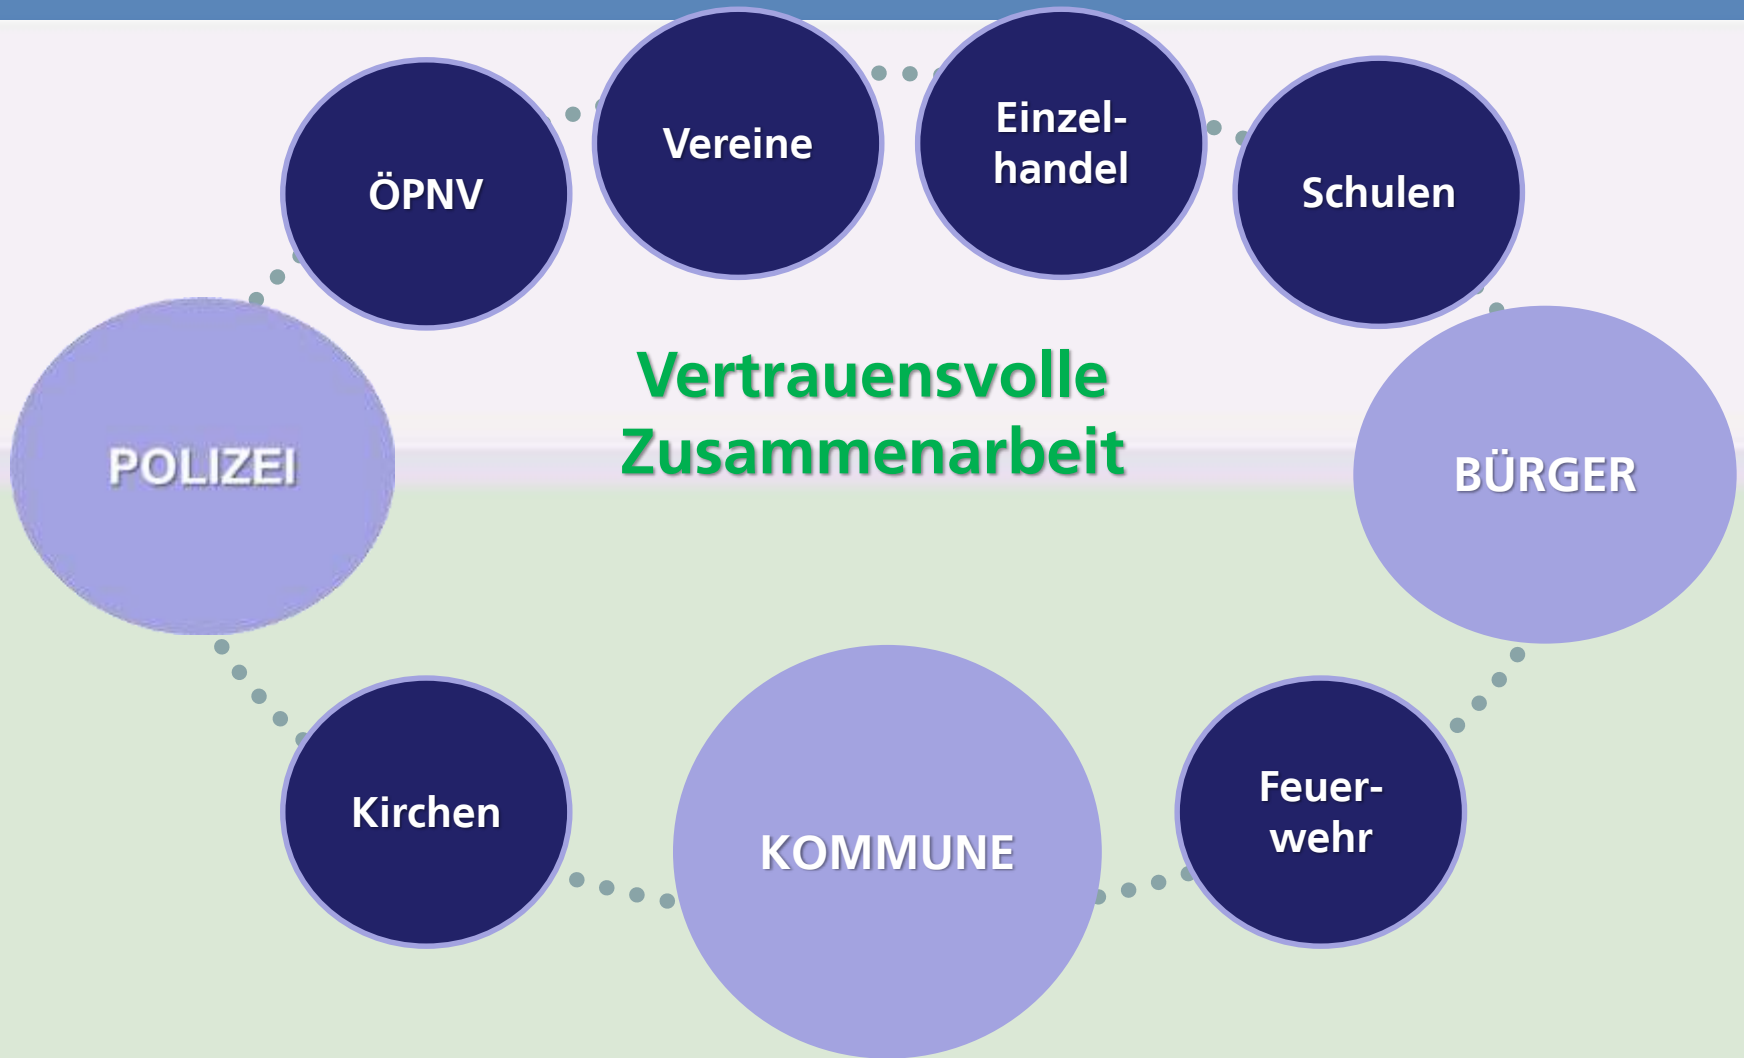 Vereine
Einzel-
handel
ÖPNV
Schulen
Vertrauensvolle
Zusammenarbeit
POLIZEI
BÜRGER
Kirchen
KOMMUNE
Feuer-
wehr